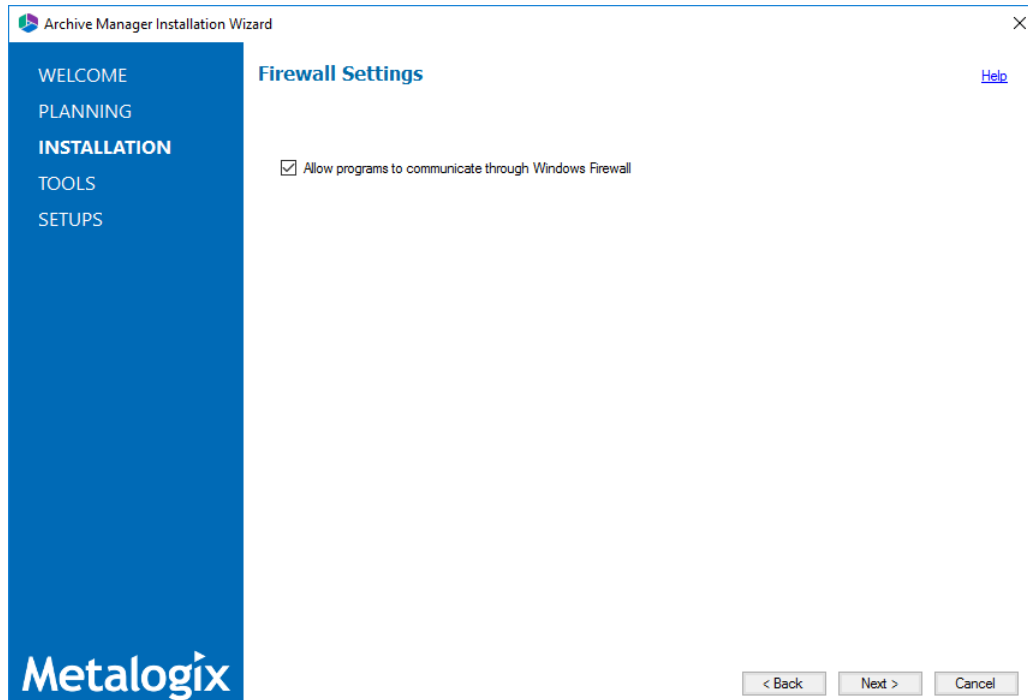 Archive Manager Installation Wizard
WELCOME
PLANNING
INSTALLATION
TOOLS
SETUPS
Firewall Settings
Help
Allow programs to communicate through Windows Firewall
Metalogix
< Back
Next >
Cancel